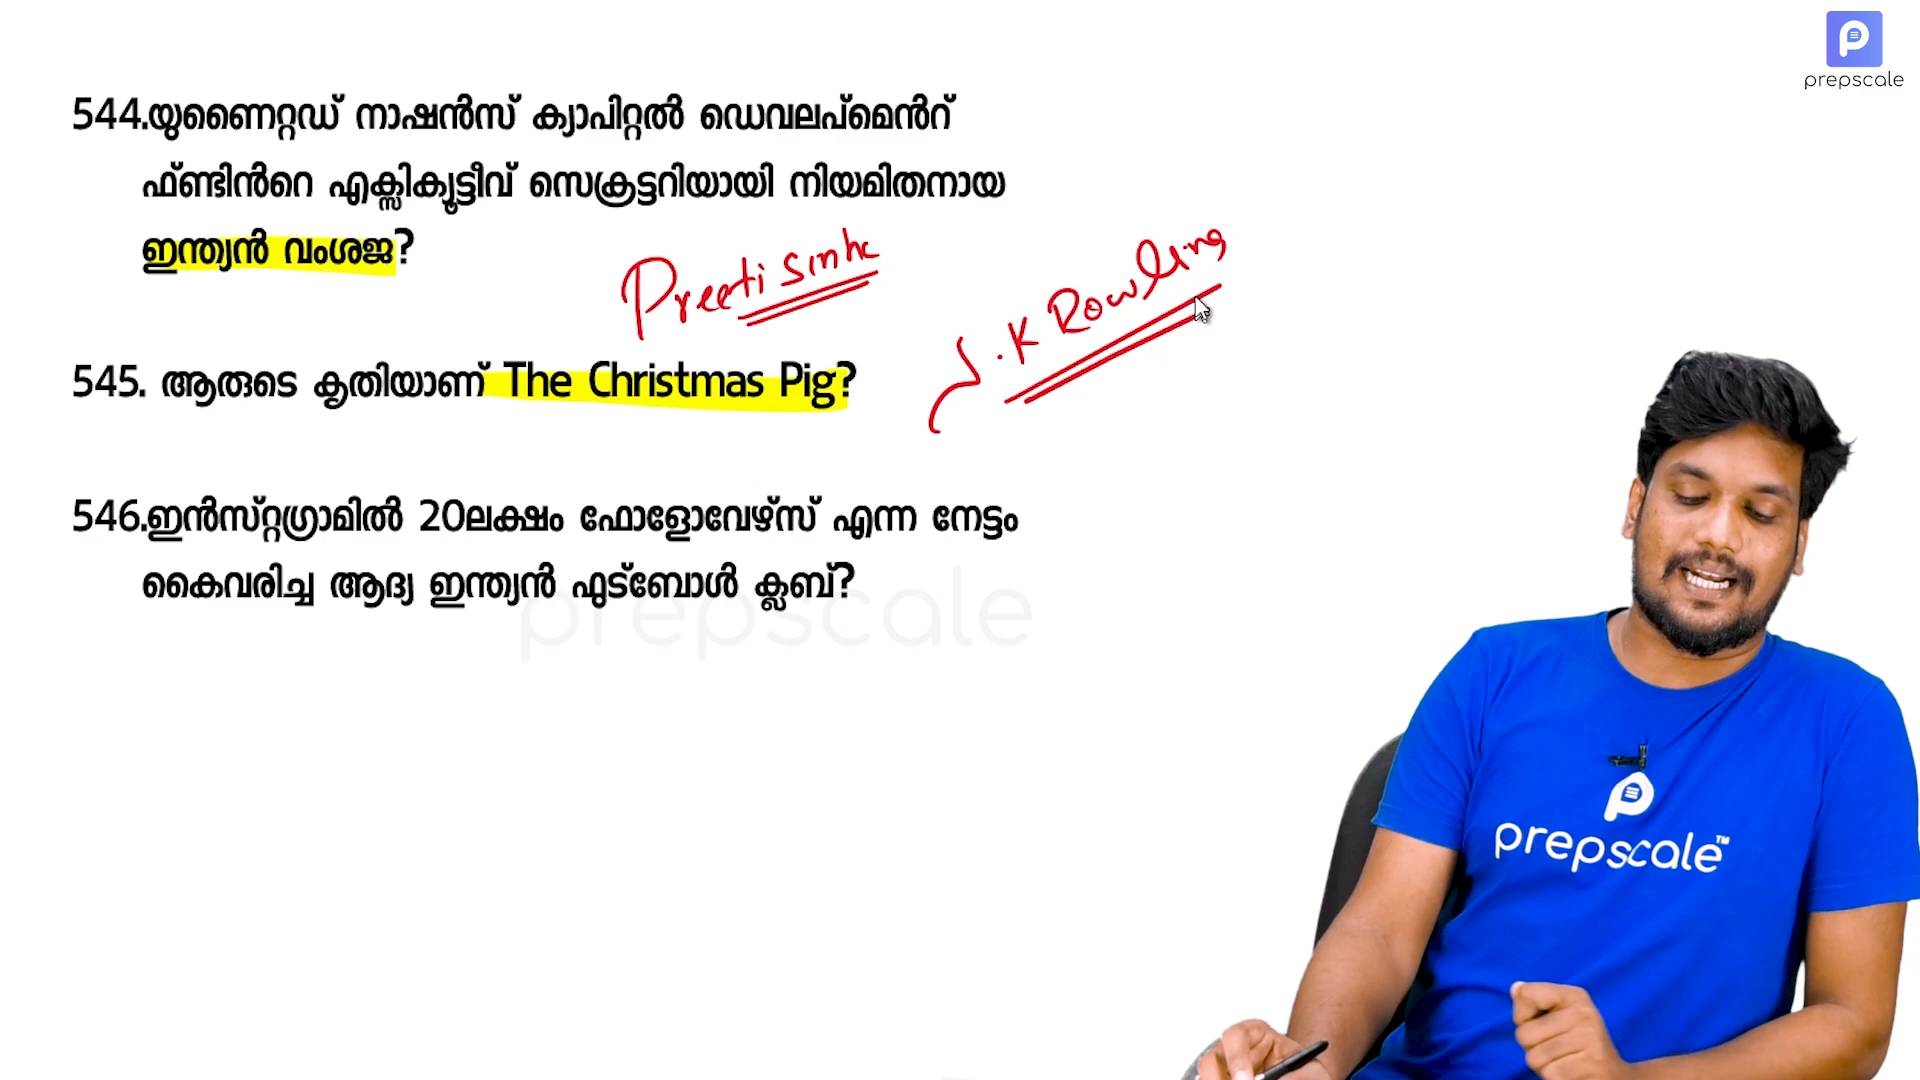 prepscale
544.യുണൈറ്റഡ് നാഷൻസ് ക്യാപിറ്റൽ ഡെവലപ്മെൻറ്
ഫ്ണ്ടിൻറെ എക്സിക്യൂട്ടീവ് സെക്രട്ടറിയായി നിയമിതനായ
ഇന്ത്യൻ വംശജ?
Preeti sinha
J.K Rowling
545. ആരുടെ കൃതിയാണ് The Christmas Pig?
546.ഇൻസ്റ്റഗ്രാമിൽ 20ലക്ഷം ഫോളോവേഴ്സ് എന്ന നേട്ടം
കൈവരിച്ച ആദ്യ ഇന്ത്യൻ ഫുട്ബോൾ ക്ലബ്?
prepscale
prepscale™